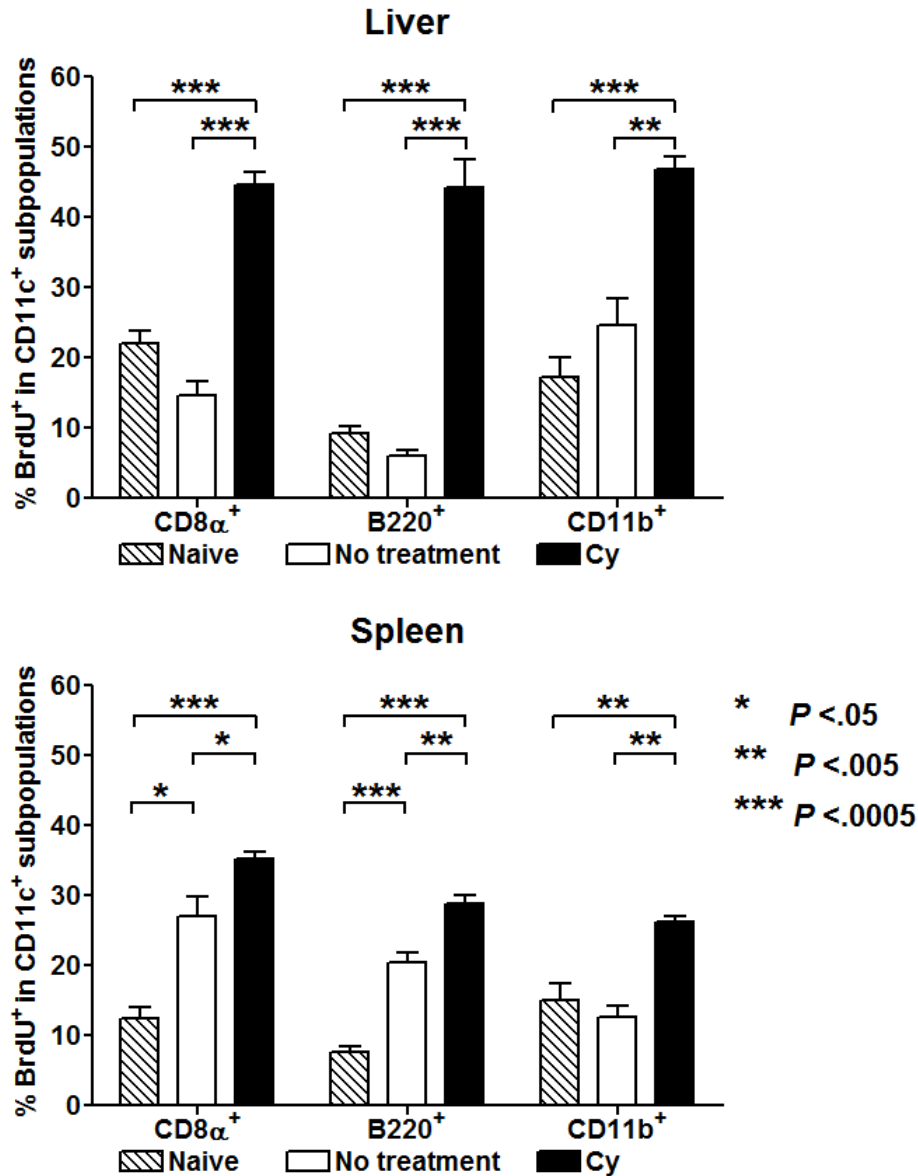 Liver
% BrdU⁺ in CD11c⁺ subpopulations
60
50
40
30
20
10
0
*** *** ***
*** *** **
CD8α⁺ B220⁺ CD11b⁺
Naive No treatment Cy
Spleen
% BrdU⁺ in CD11c⁺ subpopulations
60
50
40
30
20
10
0
*** *** **
* ** **
* ***
* P <.05
** P <.005
*** P <.0005
CD8α⁺ B220⁺ CD11b⁺
Naive No treatment Cy